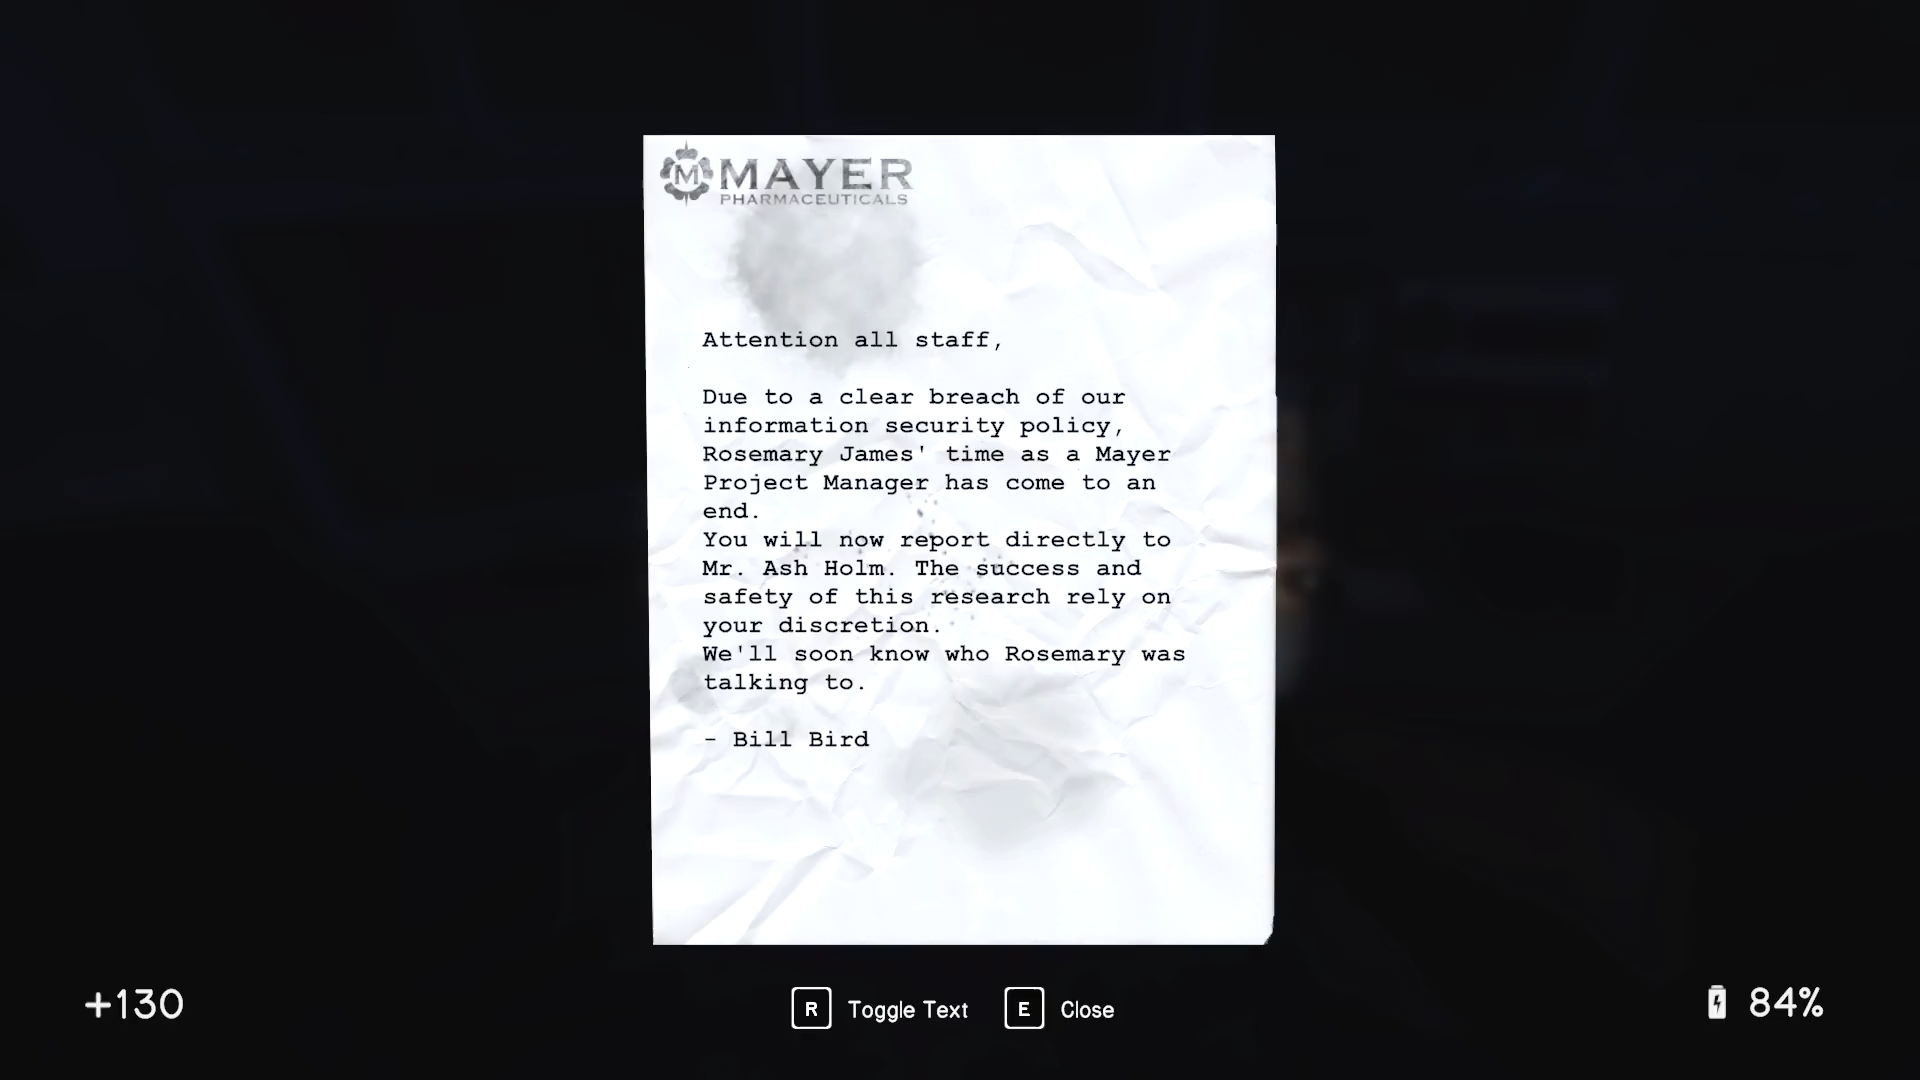 M MAYER
PHARMACEUTICALS
Attention all staff,
Due to a clear breach of our
information security policy,
Rosemary James' time as a Mayer
Project Manager has come to an
end.
You will now report directly to
Mr. Ash Holm. The success and
safety of this research rely on
your discretion.
We'll soon know who Rosemary was
talking to.
- Bill Bird
+130
R Toggle Text E Close
84%